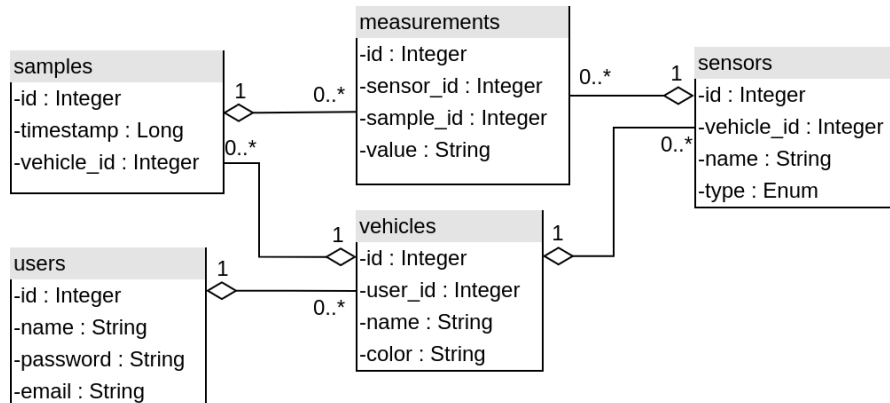 samples
-id : Integer
-timestamp : Long
-vehicle_id : Integer
1
0..*
0..*
measurements
-id : Integer
-sensor_id : Integer
-sample_id : Integer
-value : String
0..*
1
sensors
-id : Integer
-vehicle_id : Integer
-name : String
-type : Enum
0..*
users
-id : Integer
-name : String
-password : String
-email : String
1
0..*
1
vehicles
-id : Integer
-user_id : Integer
-name : String
-color : String
1